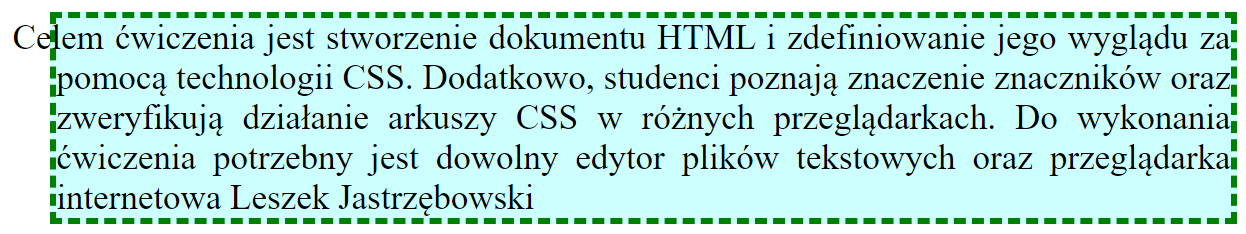 Celem ćwiczenia jest stworzenie dokumentu HTML i zdefiniowanie jego wyglądu za
pomocą technologii CSS. Dodatkowo, studenci poznają znaczenie znaczników oraz
zweryfikują działanie arkuszy CSS w różnych przeglądarkach. Do wykonania
ćwiczenia potrzebny jest dowolny edytor plików tekstowych oraz przeglądarka
internetowa Leszek Jastrzębowski